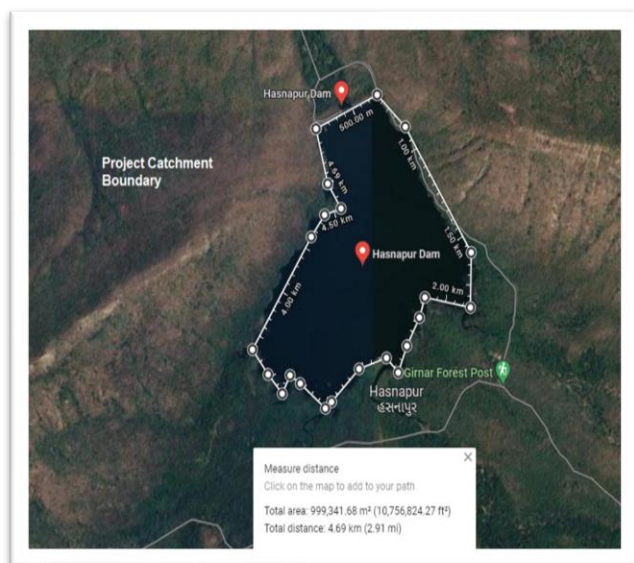 Hasnapur Dam
500.00 m
Project Catchment
Boundary
1.00 km
4.69 km
4.50 km
1.50 km
Hasnapur Dam
2.00 km
4.00 km
Girnar Forest Post
Hasnapur
હસનાપુર
Measure distance
Click on the map to add to your path
Total area: 999,341.68 m² (10,756,824.27 ft²)
Total distance: 4.69 km (2.91 mi)